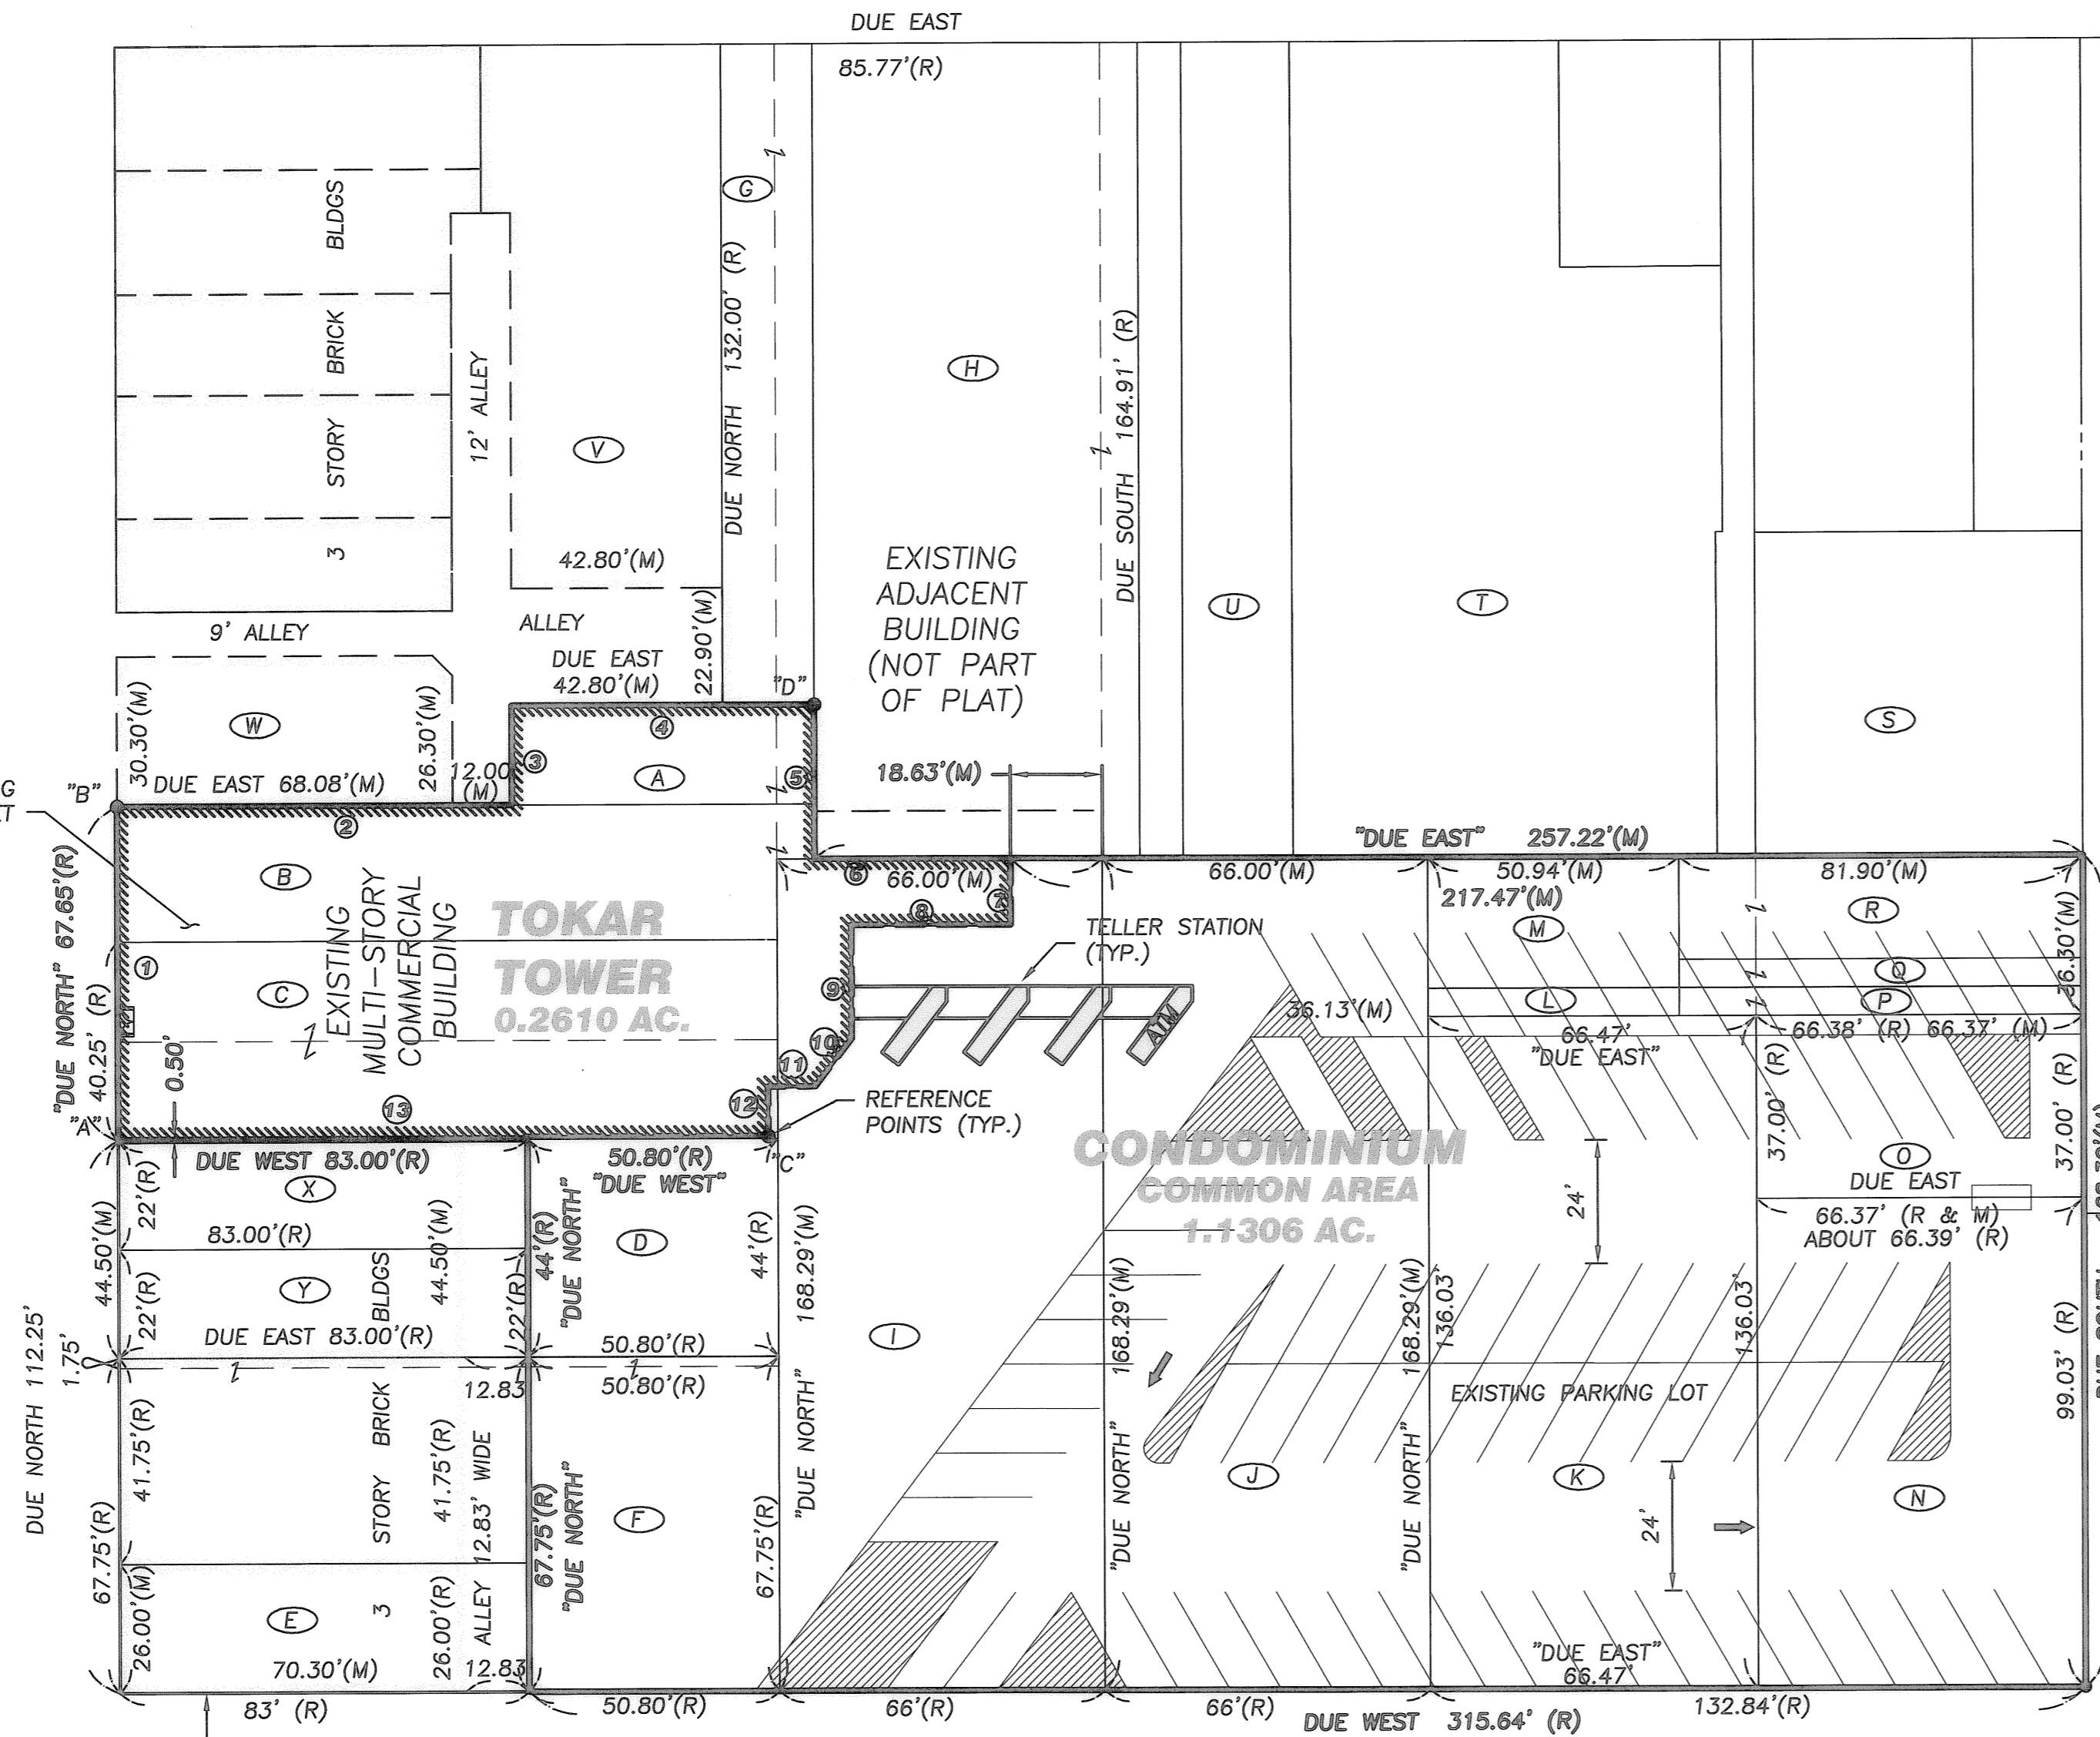 DUE EAST
85.77'(R)
BLDGS
BRICK
STORY
3
12' ALLEY
V
42.80'(M)
G
DUE NORTH 132.00' (R)
H
DUE SOUTH 164.91' (R)
EXISTING
ADJACENT
BUILDING
(NOT PART
OF PLAT)
U
T
S
9' ALLEY
ALLEY
DUE EAST
42.80'(M)
22.90'(M)
"D"
W
30.30'(M)
26.30'(M)
DUE EAST 68.08'(M)
12.00
(M)
"B"
G
T
2
3
4
A
5
18.63'(M)
"DUE EAST" 257.22'(M)
6
66.00'(M)
7
8
66.00'(M)
50.94'(M)
217.47'(M)
81.90'(M)
B
C
1
"DUE NORTH" 67.65'(R)
40.25' (R)
0.50'
EXISTING
MULTI-STORY
COMMERCIAL
BUILDING
TOKAR
TOWER
0.2610 AC.
TELLER STATION
(TYP.)
9
10
11
12
13
ATM
M
R
Q
L
P
36.30'(M)
36.13'(M)
66.47'
"DUE EAST"
66.38' (R)
66.37' (M)
REFERENCE
POINTS (TYP.)
"A"
"C"
DUE WEST 83.00'(R)
50.80'(R)
"DUE WEST"
CONDOMINIUM
COMMON AREA
1.1306 AC.
37.00' (R)
37.00' (R)
O
DUE EAST
66.37' (R & M)
ABOUT 66.39' (R)
24'
X
22'(R)
44.50'(M)
83.00'(R)
44.50'(M)
Y
22'(R)
BLDGS
22'(R)
DUE EAST 83.00'(R)
44'(R)
"DUE NORTH"
D
44'(R)
168.29'(M)
50.80'(R)
50.80'(R)
I
168.29'(M)
168.29'(M)
136.03'
136.03'
99.03' (R)
DUE NORTH 112.25'
1.75'
12.83
EXISTING PARKING LOT
41.75'(R)
BRICK
STORY
3
41.75'(R)
12.83' WIDE
ALLEY
67.75'(R)
67.75'(R)
"DUE NORTH"
F
67.75'(R)
"DUE NORTH"
"DUE NORTH"
"DUE NORTH"
J
K
N
24'
E
26.00'(M)
26.00'(R)
70.30'(M)
12.83
"DUE EAST"
66.47'
83' (R)
50.80'(R)
66'(R)
66'(R)
132.84'(R)
DUE WEST 315.64' (R)